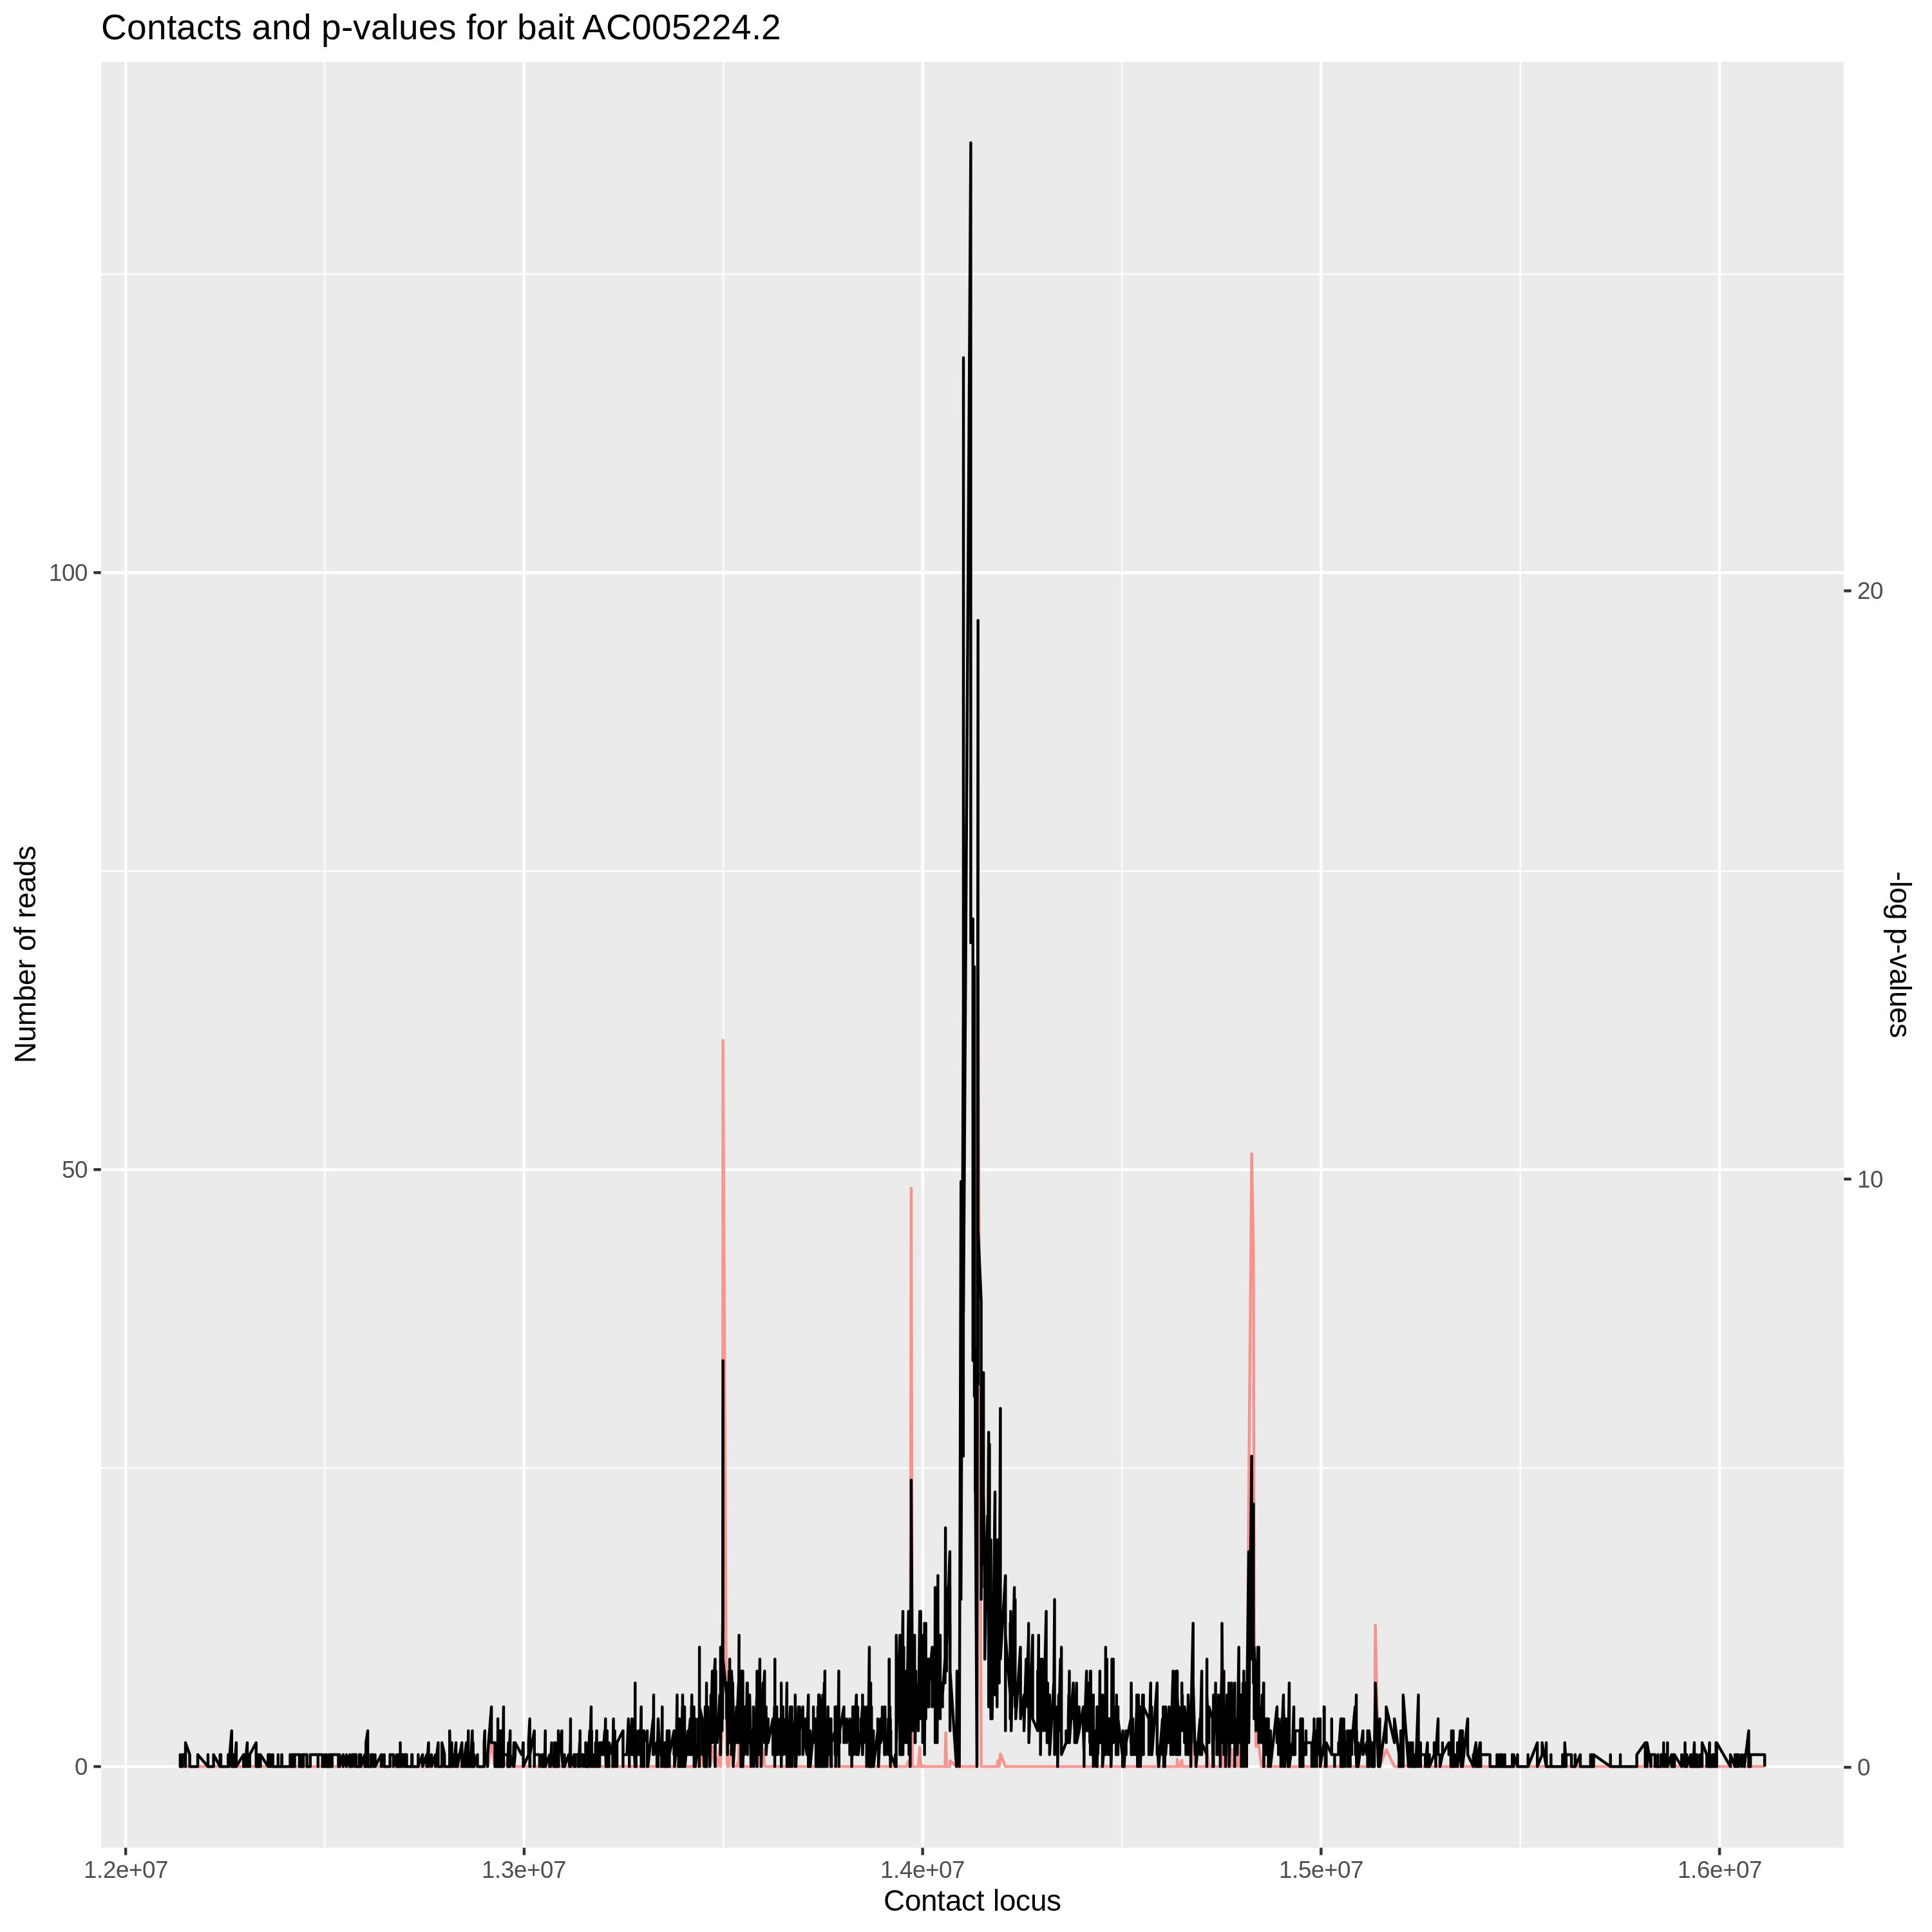 Contacts and p-values for bait AC005224.2
Number of reads
100
50
0
20
10
0
-log p-values
1.2e+07
1.3e+07
1.4e+07
1.5e+07
1.6e+07
Contact locus